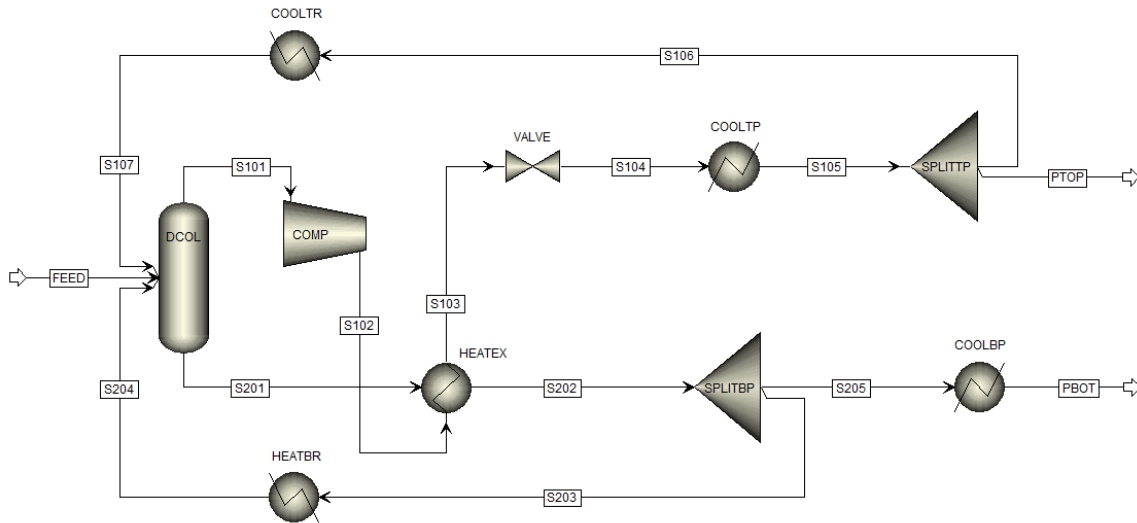 COOLTR
S106
VALVE
COOLTP
S107
S101
S104
S105
SPLITTP
PTOP
DCOL
COMP
FEED
S103
S102
HEATEX
COOLBP
S204
S201
S202
SPLITBP
S205
PBOT
HEATBR
S203